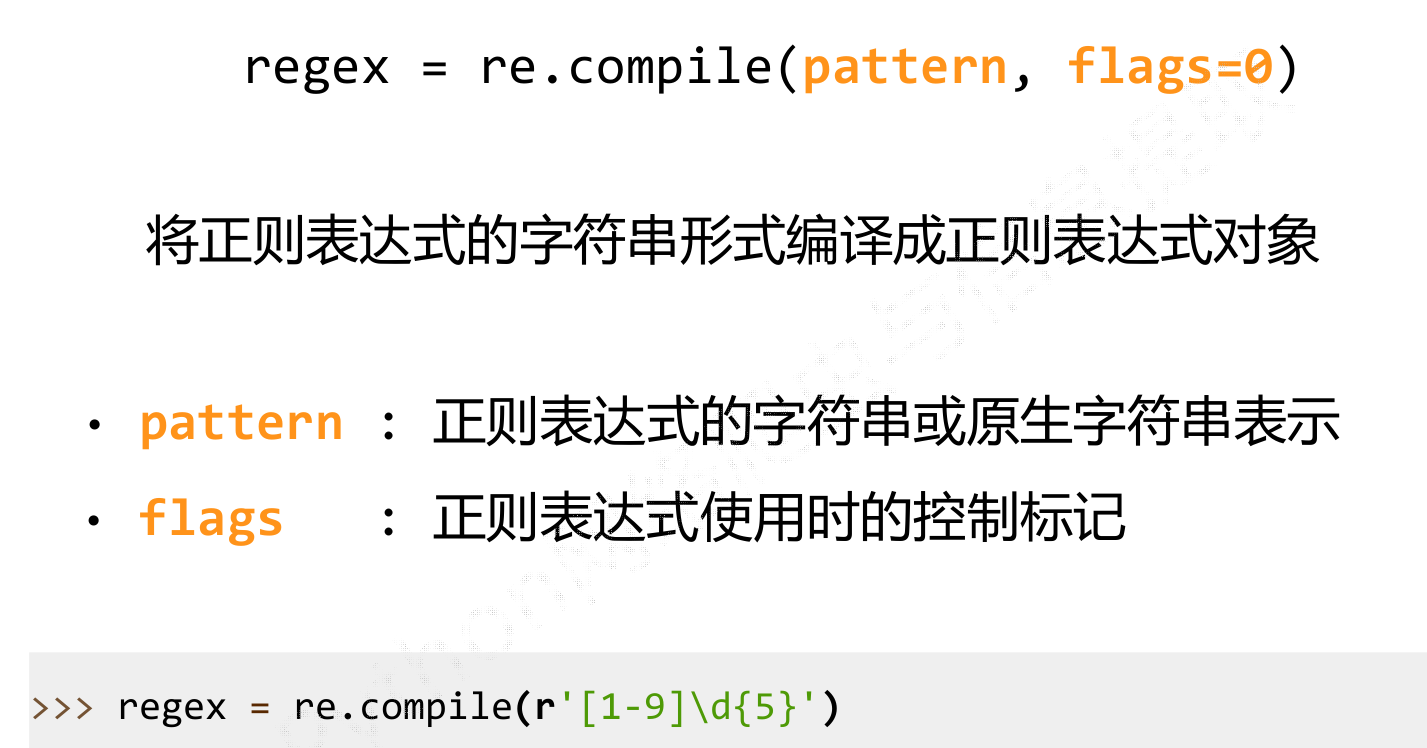 regex = re.compile(pattern, flags=0)
将正则表达式的字符串形式编译成正则表达式对象
• pattern : 正则表达式的字符串或原生字符串表示
• flags : 正则表达式使用时的控制标记
>>> regex = re.compile(r'[1-9]\d{5}')